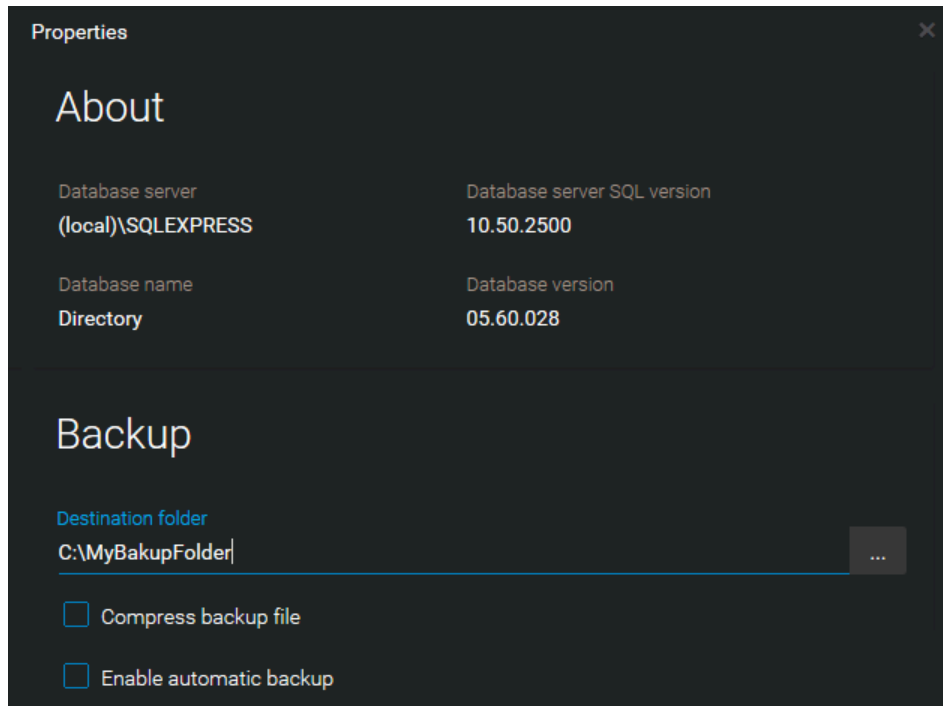 Properties
About
Database server
Database server SQL version
(local)\SQLEXPRESS
10.50.2500
Database name
Database version
Directory
05.60.028
Backup
Destination folder
C:\MyBakupFolder
...
Compress backup file
Enable automatic backup